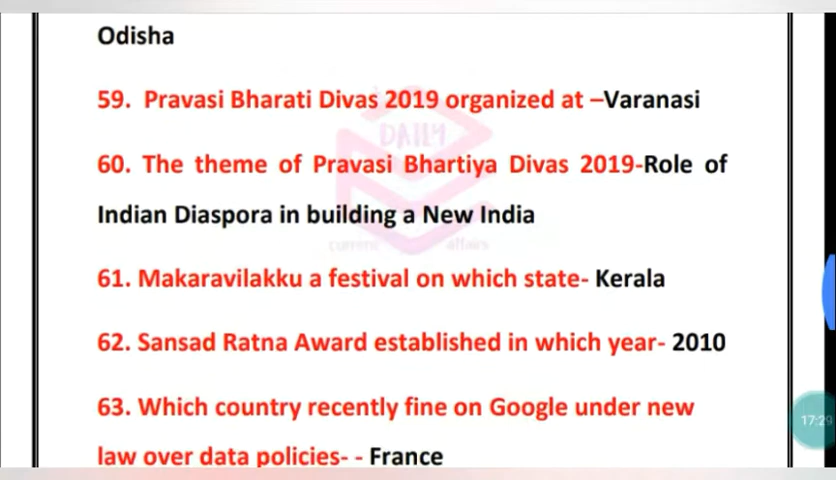 Odisha
59. Pravasi Bharati Divas 2019 organized at –Varanasi
DAILY
60. The theme of Pravasi Bhartiya Divas 2019-Role of
Indian Diaspora in building a New India
current affairs
61. Makaravilakku a festival on which state- Kerala
62. Sansad Ratna Award established in which year- 2010
63. Which country recently fine on Google under new
17:29
law over data policies- - France